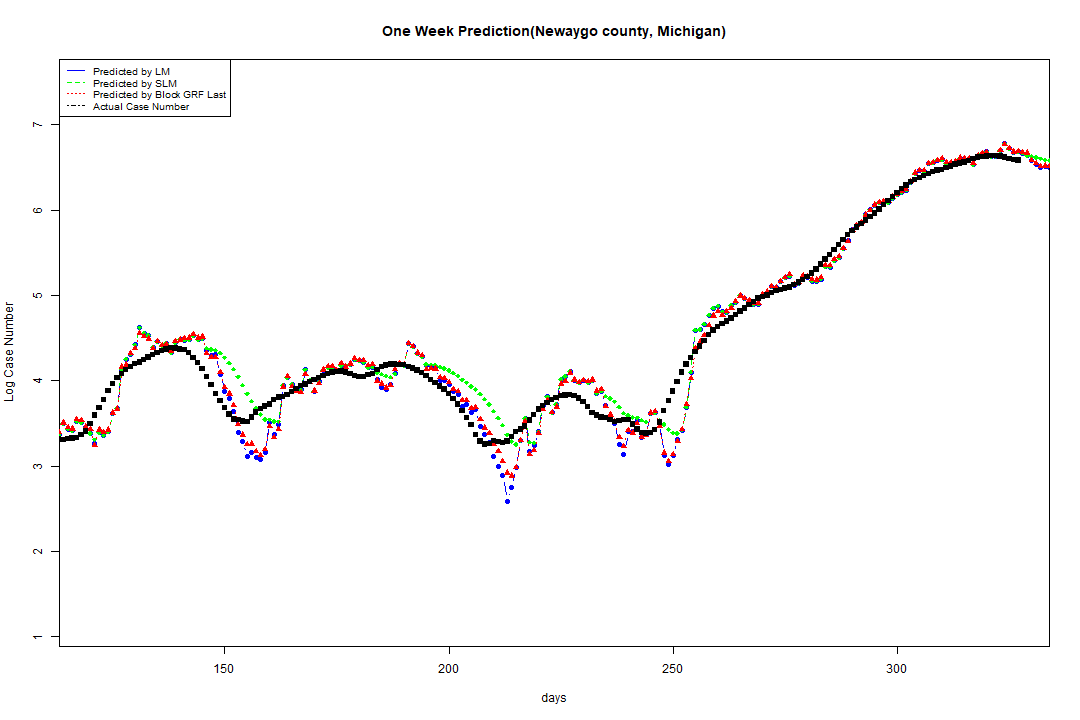 One Week Prediction(Newaygo county, Michigan)
Predicted by LM
Predicted by SLM
Predicted by Block GRF Last
Actual Case Number
7
6
5
4
3
2
1
Log Case Number
150 200 250 300
days